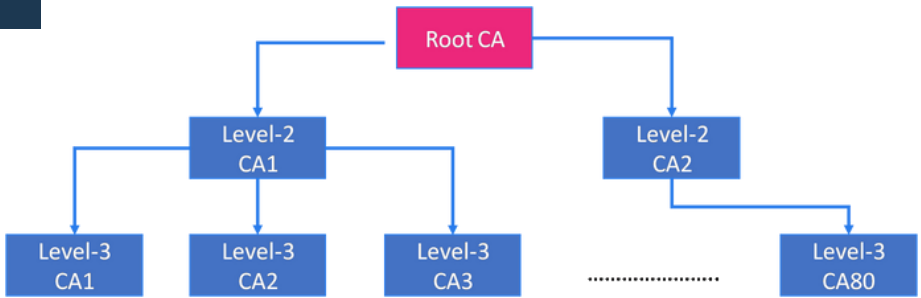 Root CA
Level-2
CA1
Level-2
CA2
Level-3
CA1
Level-3
CA2
Level-3
CA3
Level-3
CA80